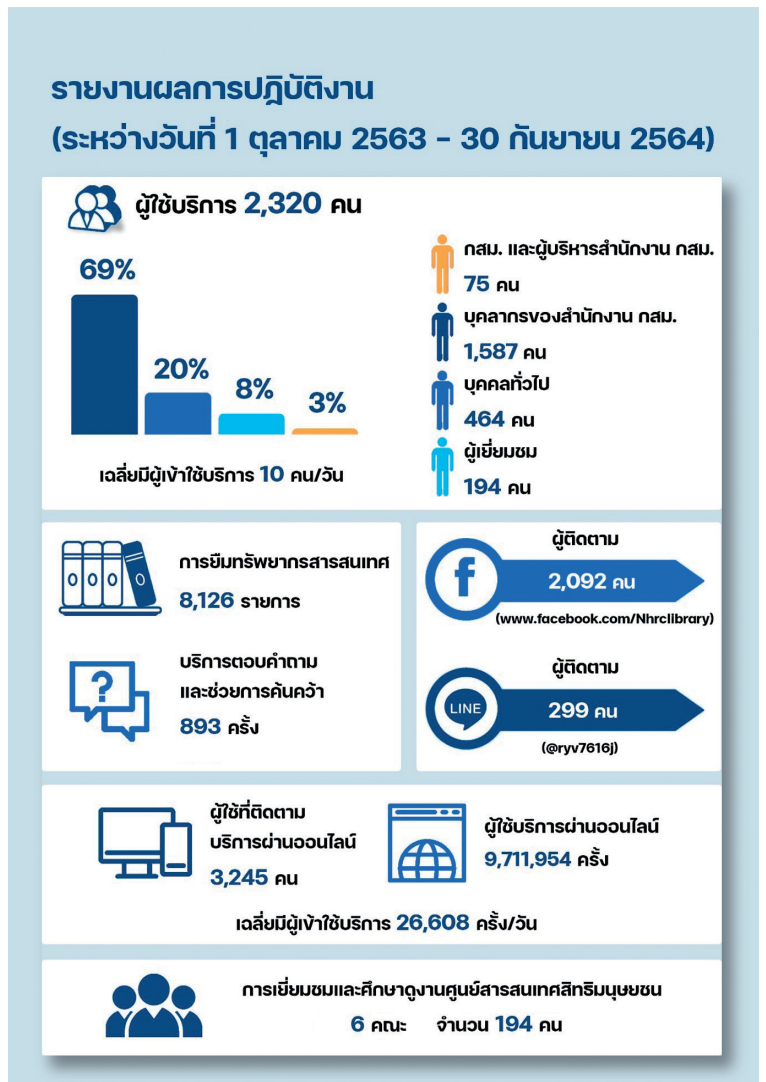 รายงานผลการปฎิบัติงาน
(ระหว่างวันที่ 1 ตุลาคม 2563 - 30 กันยายน 2564)
ผู้ใช้บริการ 2,320 คน
69%
20%
8%
3%
เฉลี่ยมีผู้เข้าใช้บริการ 10 คน/วัน
กสม. และผู้บริหารสำนักงาน กสม.
75 คน
บุคลากรของสำนักงาน กสม.
1,587 คน
บุคคลทั่วไป
464 คน
ผู้เยี่ยมชม
194 คน
การยืมทรัพยากรสารสนเทศ
8,126 รายการ
?
บริการตอบคำถาม
และช่วยการค้นคว้า
893 ครั้ง
ผู้ติดตาม
f
2,092 คน
(www.facebook.com/Nhrclibrary)
ผู้ติดตาม
LINE
299 คน
(@ryv7616j)
ผู้ใช้ที่ติดตาม
บริการผ่านออนไลน์
3,245 คน
ผู้ใช้บริการผ่านออนไลน์
9,711,954 ครั้ง
เฉลี่ยมีผู้เข้าใช้บริการ 26,608 ครั้ง/วัน
การเยี่ยมชมและศึกษาดูงานศูนย์สารสนเทศสิทธิมนุษยชน
6 คณะ จำนวน 194 คน